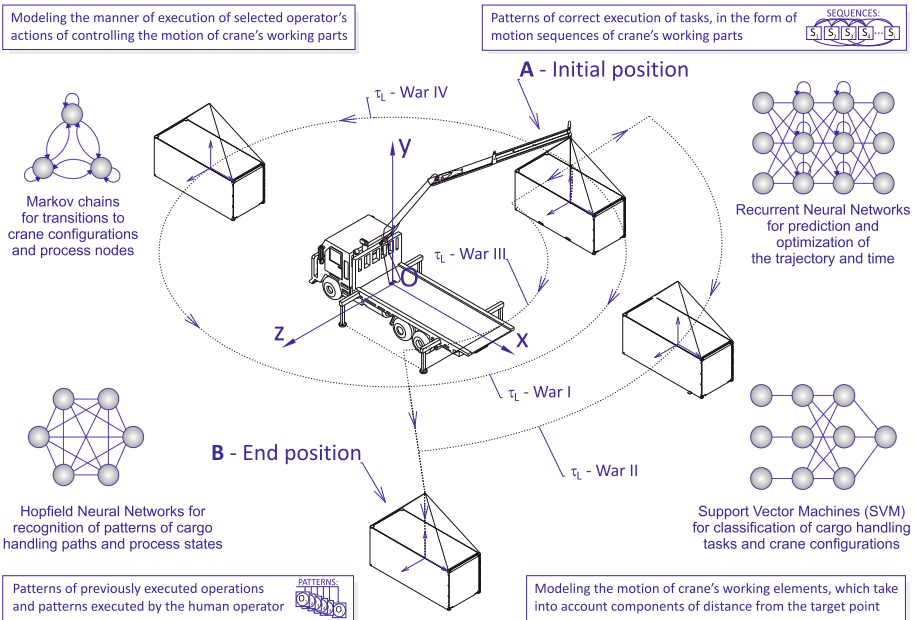 Modeling the manner of execution of selected operator's
actions of controlling the motion of crane's working parts
Patterns of correct execution of tasks, in the form of
motion sequences of crane's working parts
SEQUENCES:
S1 S2 S3 S4 ... Si
A - Initial position
τL - War IV
y
Markov chains
for transitions to
crane configurations
and process nodes
Recurrent Neural Networks
for prediction and
optimization of
the trajectory and time
τL - War III
O
z
x
τL - War I
B - End position
τL - War II
Hopfield Neural Networks for
recognition of patterns of cargo
handling paths and process states
Support Vector Machines (SVM)
for classification of cargo handling
tasks and crane configurations
Patterns of previously executed operations
and patterns executed by the human operator
PATTERNS:
Modeling the motion of crane's working elements, which take
into account components of distance from the target point